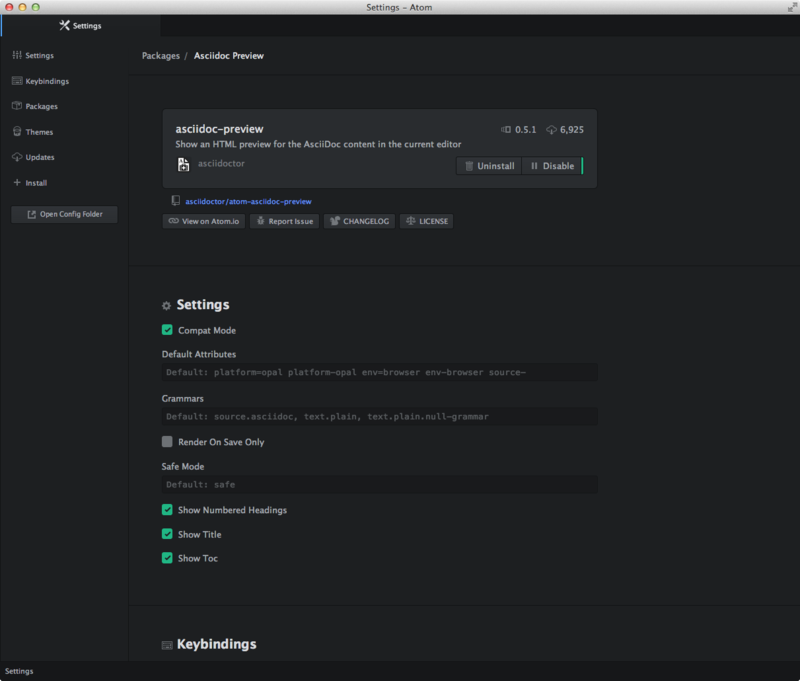 Settings – Atom
Settings
Settings
Keybindings
Packages
Themes
Updates
Install
Open Config Folder
Packages / Asciidoc Preview
asciidoc-preview 0.5.1 6,925
Show an HTML preview for the AsciiDoc content in the current editor
asciidoctor Uninstall Disable
asciidoctor/atom-asciidoc-preview
View on Atom.io Report Issue CHANGELOG LICENSE
Settings
Compat Mode
Default Attributes
Default: platform=opal platform-opal env=browser env-browser source-
Grammars
Default: source.asciidoc, text.plain, text.plain.null-grammar
Render On Save Only
Safe Mode
Default: safe
Show Numbered Headings
Show Title
Show Toc
Keybindings
Settings